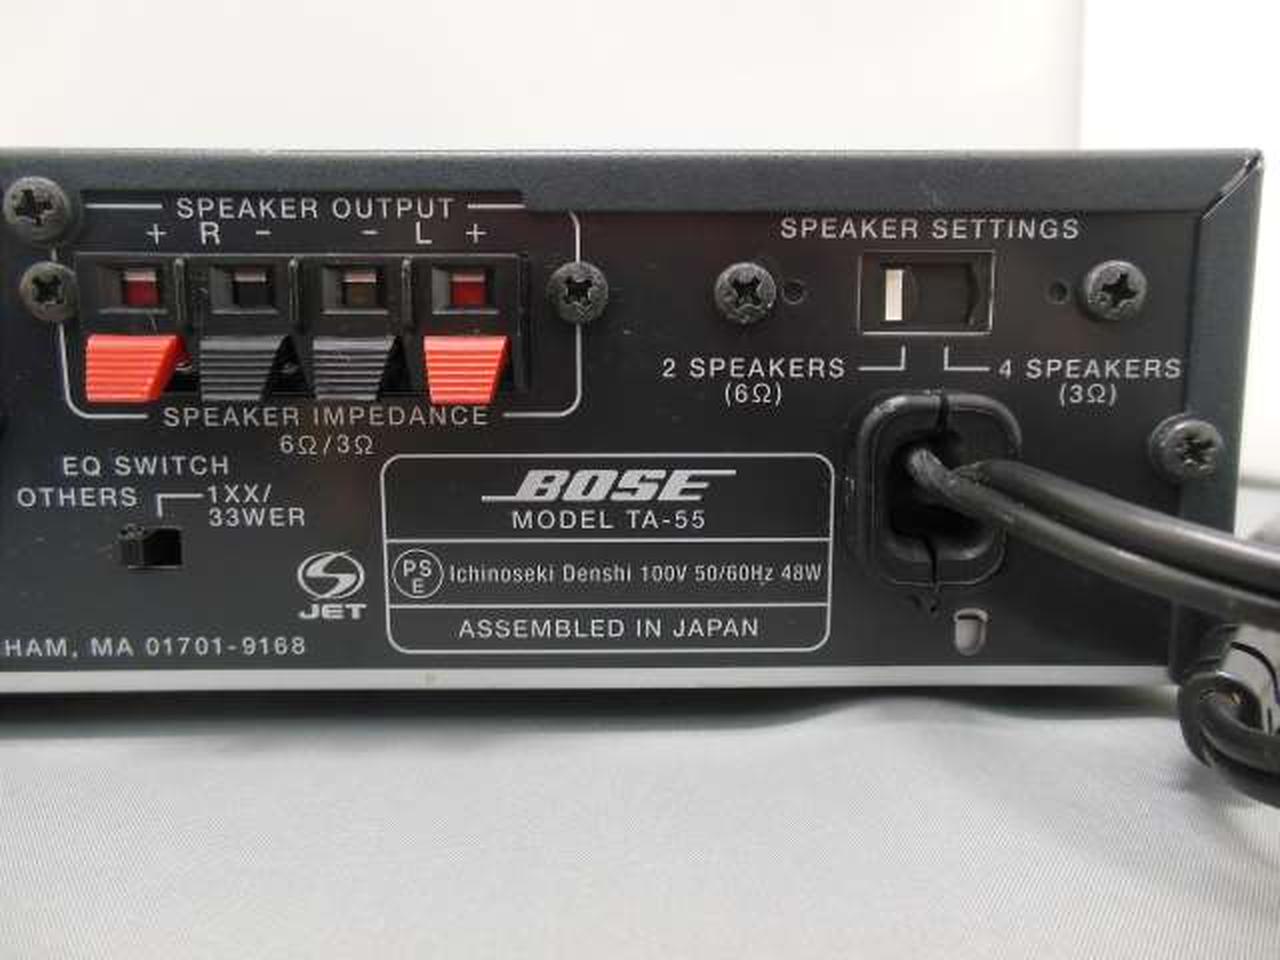 SPEAKER OUTPUT
+ R - - L +
SPEAKER IMPEDANCE
6Ω/3Ω
SPEAKER SETTINGS
2 SPEAKERS
(6Ω)
4 SPEAKERS
(3Ω)
EQ SWITCH
OTHERS
1XX/
33WER
JET
BOSE
MODEL TA-55
PS
E
Ichinoseki Denshi 100V 50/60Hz 48W
ASSEMBLED IN JAPAN
HAM, MA 01701-9168